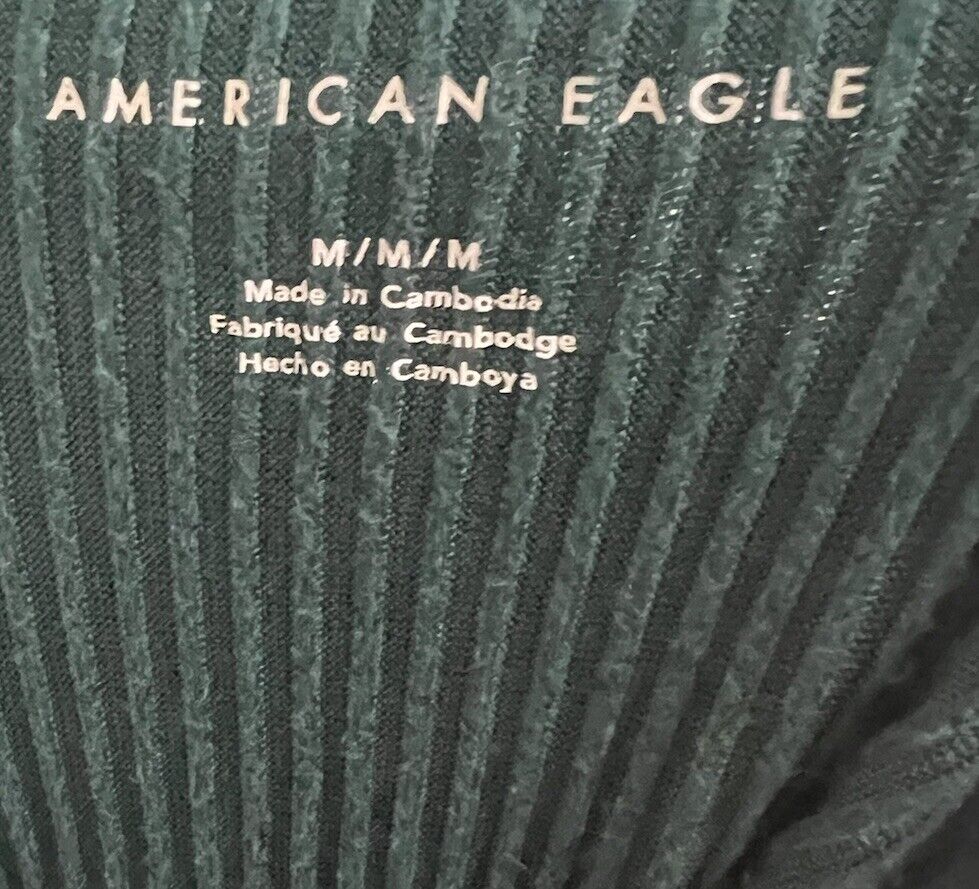 AMERICAN EAGLE
M/M/M
Made in Cambodia
Fabriqué au Cambodge
Hecho en Camboya